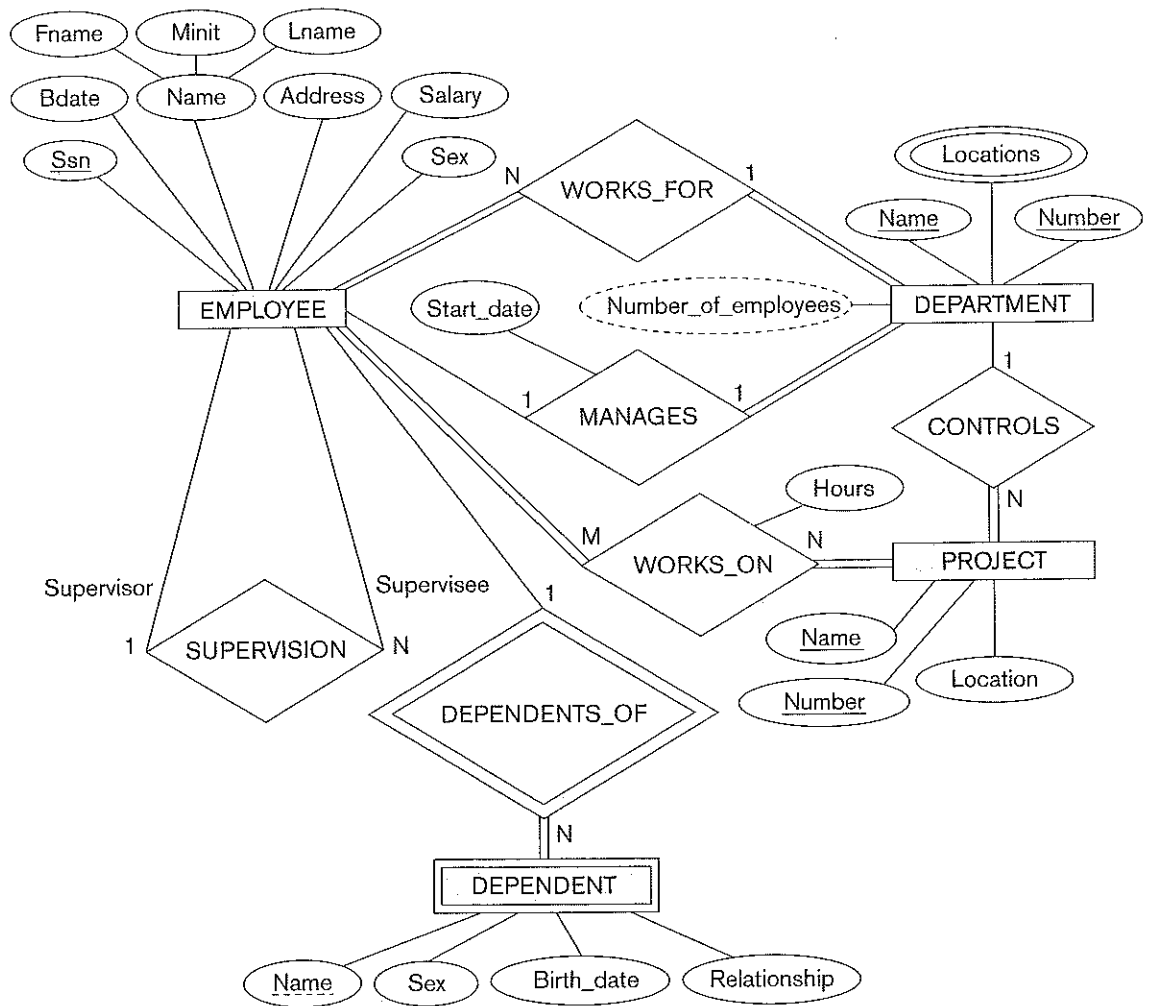 Fname
Minit
Lname
Bdate
Name
Address
Salary
Ssn
Sex
N
WORKS_FOR
1
Locations
Name
Number
EMPLOYEE
Start_date
Number_of_employees
DEPARTMENT
1
MANAGES
1
1
CONTROLS
Hours
M
WORKS_ON
N
N
PROJECT
Supervisor
Supervisee
1
SUPERVISION
N
1
Name
Number
Location
DEPENDENTS_OF
N
DEPENDENT
Name
Sex
Birth_date
Relationship